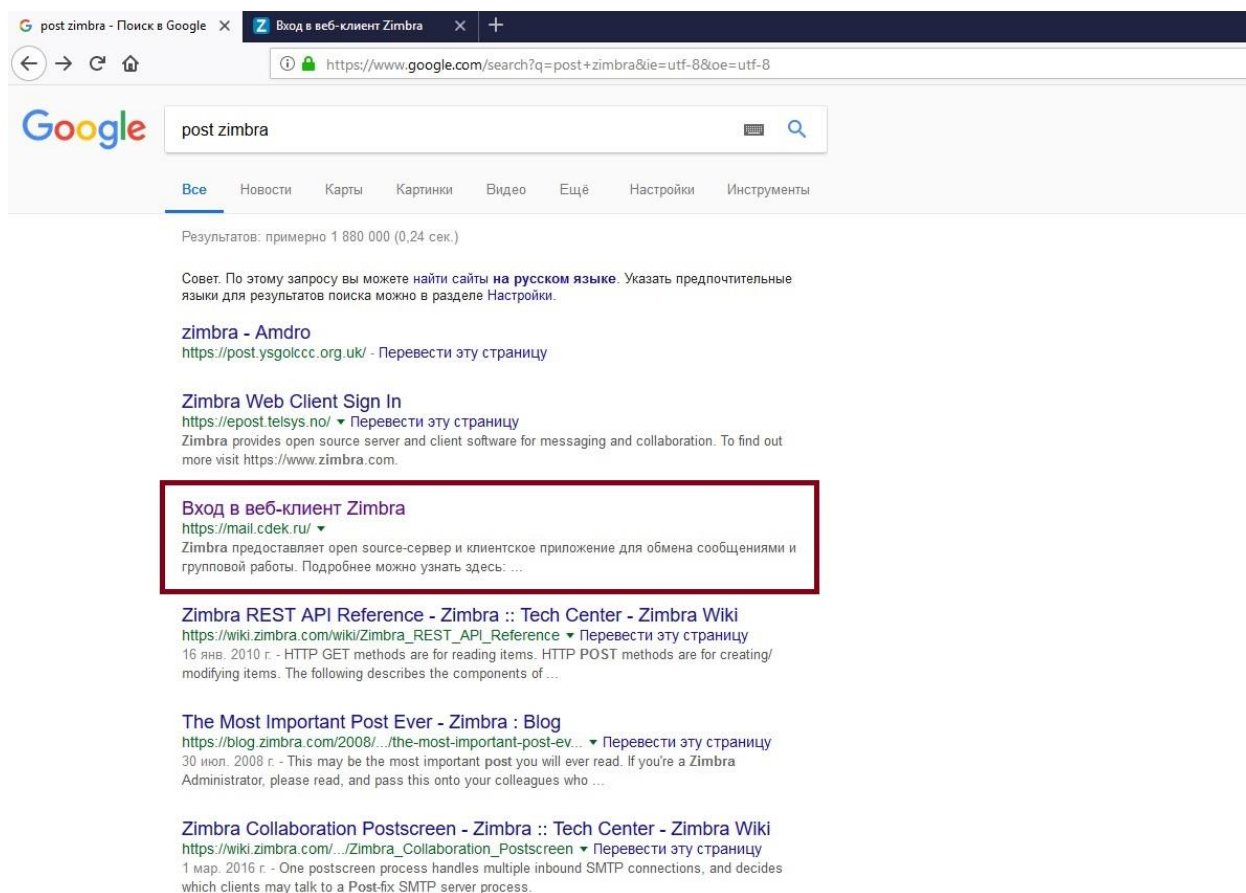 post zimbra - Поиск в Google
Вход в веб-клиент Zimbra
https://www.google.com/search?q=post+zimbra&ie=utf-8&oe=utf-8
Google
post zimbra
Все Новости Карты Картинки Видео Ещё Настройки Инструменты
Результатов: примерно 1 880 000 (0,24 сек.)
Совет. По этому запросу вы можете найти сайты на русском языке. Указать предпочтительные
языки для результатов поиска можно в разделе Настройки.
zimbra - Amdro
https://post.ysgolccc.org.uk/ - Перевести эту страницу
Zimbra Web Client Sign In
https://epost.telsys.no/ Перевести эту страницу
Zimbra provides open source server and client software for messaging and collaboration. To find out
more visit https://www.zimbra.com.
Вход в веб-клиент Zimbra
https://mail.cdek.ru/
Zimbra предоставляет open source-сервер и клиентское приложение для обмена сообщениями и
групповой работы. Подробнее можно узнать здесь: ...
Zimbra REST API Reference - Zimbra :: Tech Center - Zimbra Wiki
https://wiki.zimbra.com/wiki/Zimbra_REST_API_Reference Перевести эту страницу
16 янв. 2010 г. - HTTP GET methods are for reading items. HTTP POST methods are for creating/
modifying items. The following describes the components of ...
The Most Important Post Ever - Zimbra : Blog
https://blog.zimbra.com/2008/.../the-most-important-post-ev... Перевести эту страницу
30 июл. 2008 г. - This may be the most important post you will ever read. If you're a Zimbra
Administrator, please read, and pass this onto your colleagues who ...
Zimbra Collaboration Postscreen - Zimbra :: Tech Center - Zimbra Wiki
https://wiki.zimbra.com/.../Zimbra_Collaboration_Postscreen Перевести эту страницу
1 мар. 2016 г. - One postscreen process handles multiple inbound SMTP connections, and decides
which clients may talk to a Post-fix SMTP server process.